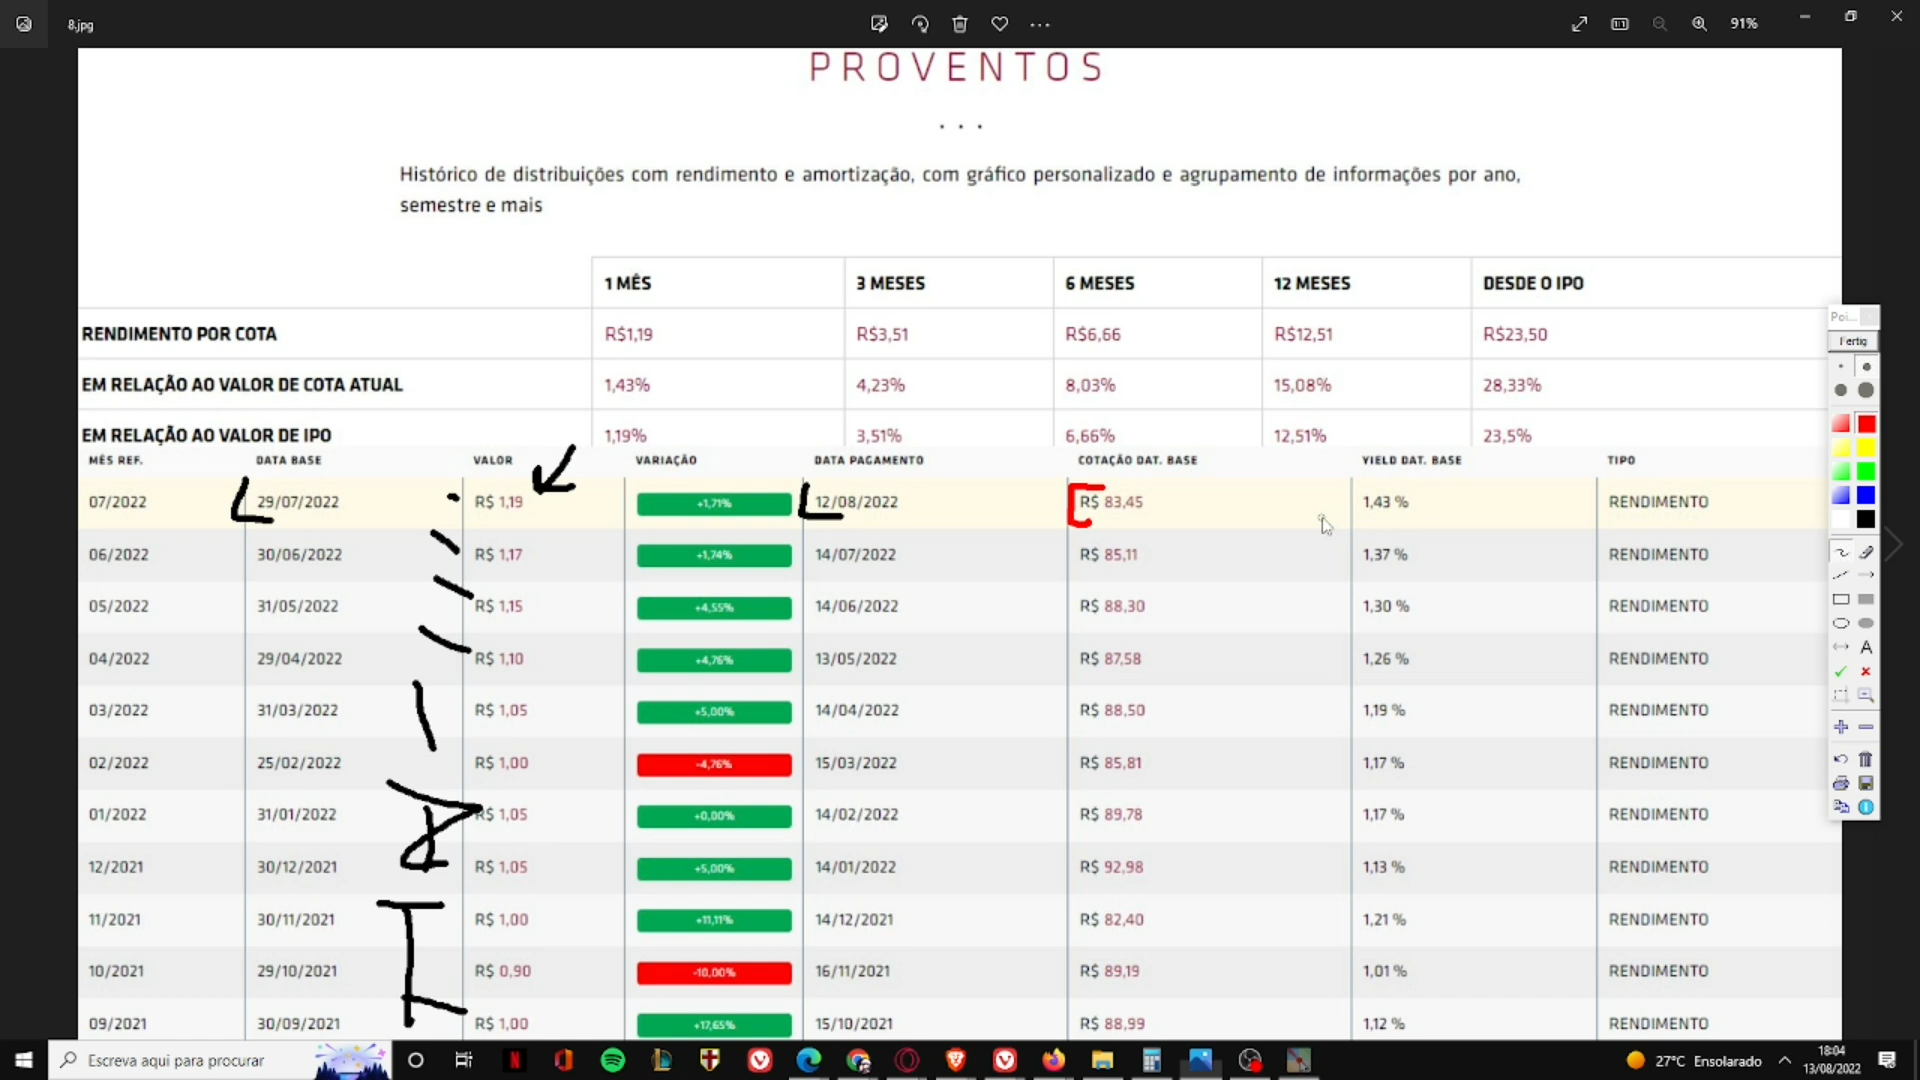 8.jpg
91%
PROVENTOS
...
Histórico de distribuições com rendimento e amortização, com gráfico personalizado e agrupamento de informações por ano,
semestre e mais
1 MÊS 3 MESES 6 MESES 12 MESES DESDE O IPO
RENDIMENTO POR COTA R$1,19 R$3,51 R$6,66 R$12,51 R$23,50
EM RELAÇÃO AO VALOR DE COTA ATUAL 1,43% 4,23% 8,03% 15,08% 28,33%
EM RELAÇÃO AO VALOR DE IPO 1,19% 3,51% 6,66% 12,51% 23,5%
MÊS REF. DATA BASE VALOR VARIAÇÃO DATA PAGAMENTO COTAÇÃO DAT. BASE YIELD DAT. BASE TIPO
07/2022 29/07/2022 R$ 1,19 +1,71% 12/08/2022 R$ 83,45 1,43 % RENDIMENTO
06/2022 30/06/2022 R$ 1,17 +1,74% 14/07/2022 R$ 85,11 1,37 % RENDIMENTO
05/2022 31/05/2022 R$ 1,15 +4,55% 14/06/2022 R$ 88,30 1,30 % RENDIMENTO
04/2022 29/04/2022 R$ 1,10 +4,76% 13/05/2022 R$ 87,58 1,26 % RENDIMENTO
03/2022 31/03/2022 R$ 1,05 +5,00% 14/04/2022 R$ 88,50 1,19 % RENDIMENTO
02/2022 25/02/2022 R$ 1,00 -4,76% 15/03/2022 R$ 85,81 1,17 % RENDIMENTO
01/2022 31/01/2022 R$ 1,05 +0,00% 14/02/2022 R$ 89,78 1,17 % RENDIMENTO
12/2021 30/12/2021 R$ 1,05 +5,00% 14/01/2022 R$ 92,98 1,13 % RENDIMENTO
11/2021 30/11/2021 R$ 1,00 +11,11% 14/12/2021 R$ 82,40 1,21 % RENDIMENTO
10/2021 29/10/2021 R$ 0,90 -10,00% 16/11/2021 R$ 89,19 1,01 % RENDIMENTO
09/2021 30/09/2021 R$ 1,00 +17,65% 15/10/2021 R$ 88,99 1,12 % RENDIMENTO
Poi...
Fertig
A
Escreva aqui para procurar
27°C Ensolarado
18:04
13/08/2022